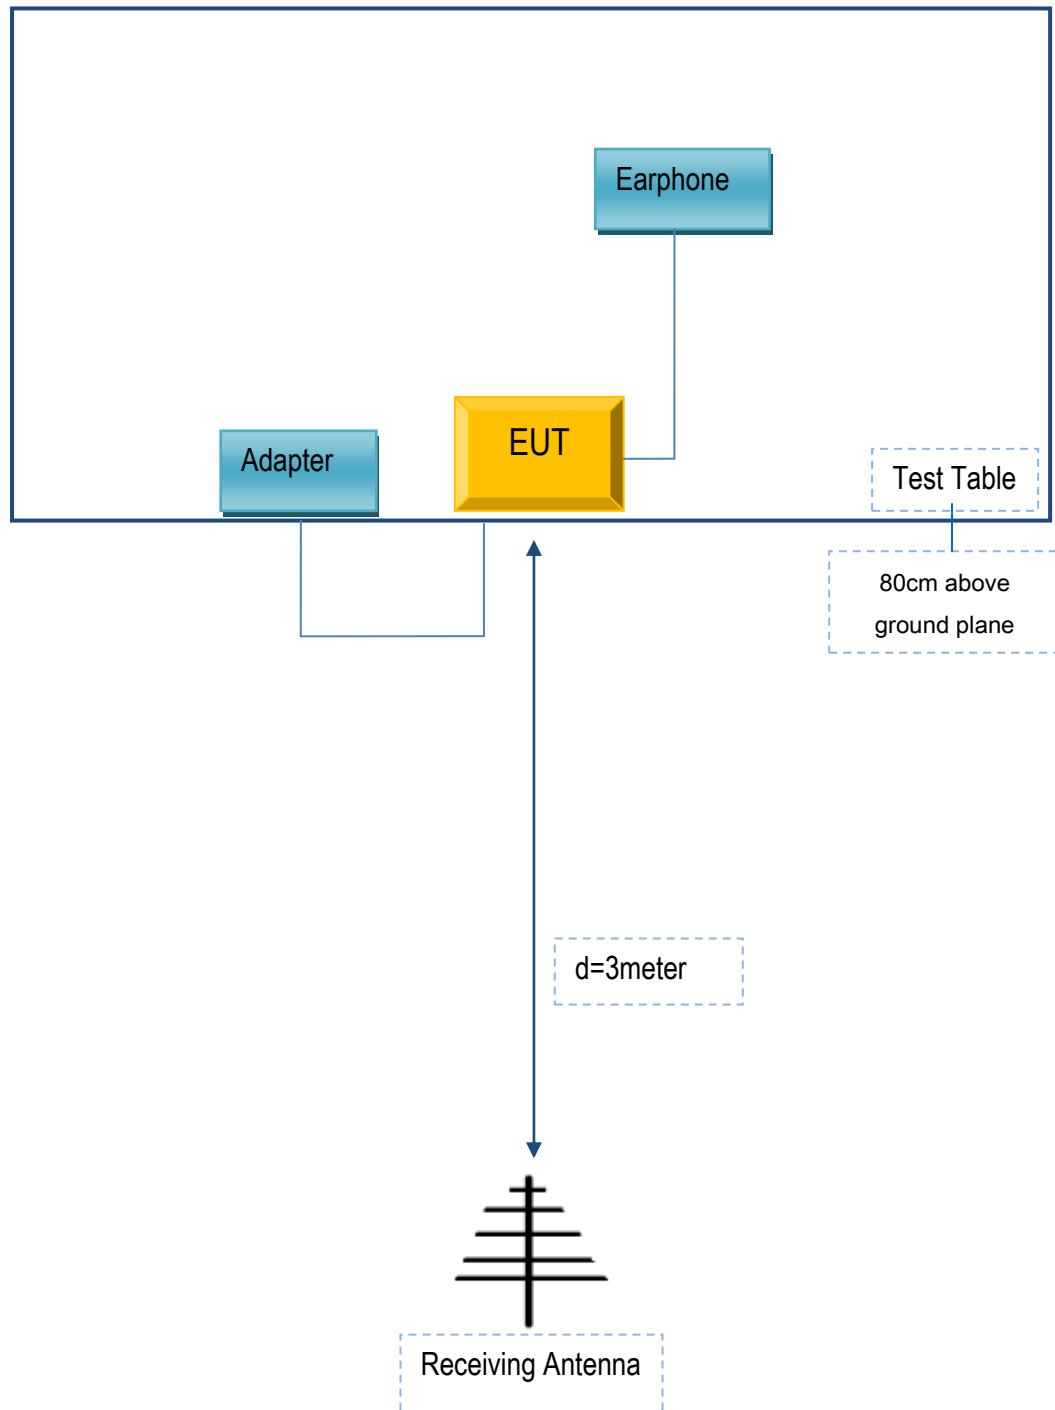 Earphone
EUT
Adapter
Test Table
80cm above
ground plane
d=3meter
Receiving Antenna